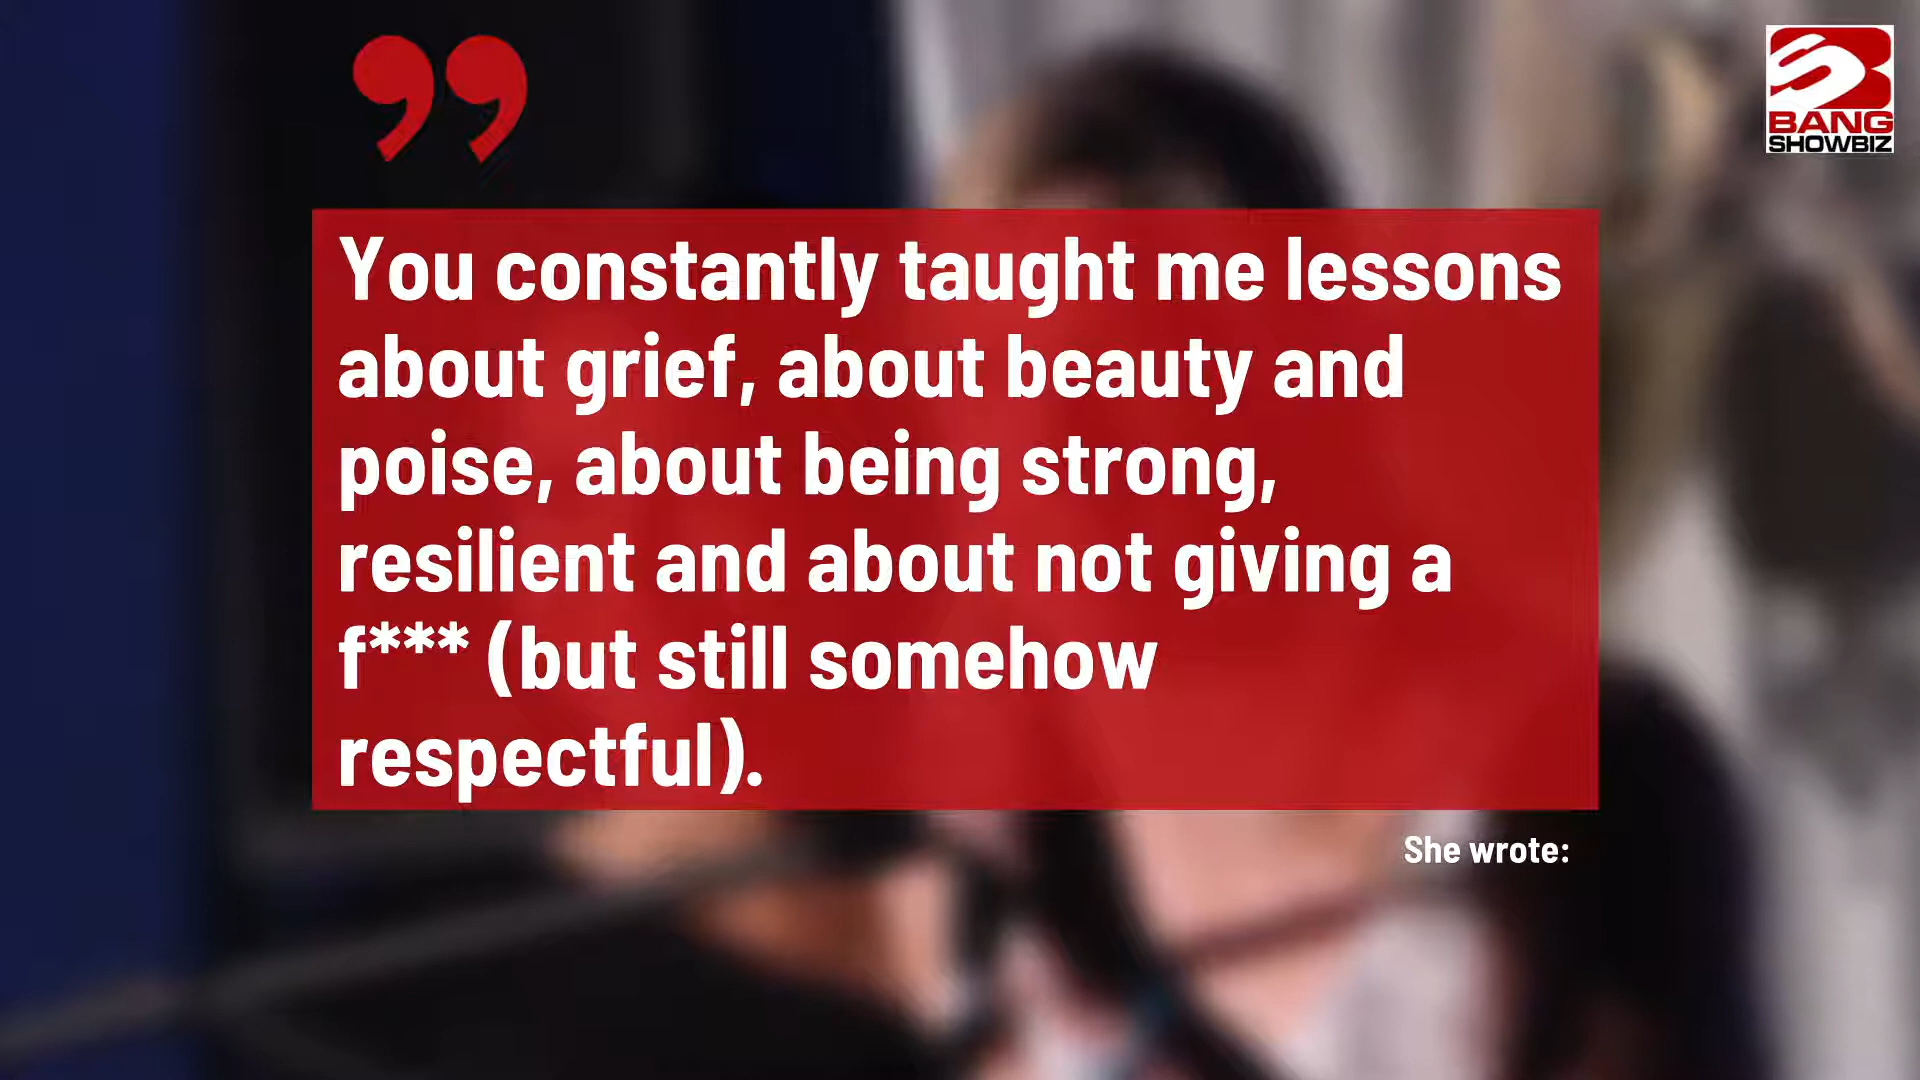 BANG
SHOWBIZ
You constantly taught me lessons
about grief, about beauty and
poise, about being strong,
resilient and about not giving a
f*** (but still somehow
respectful).
She wrote: